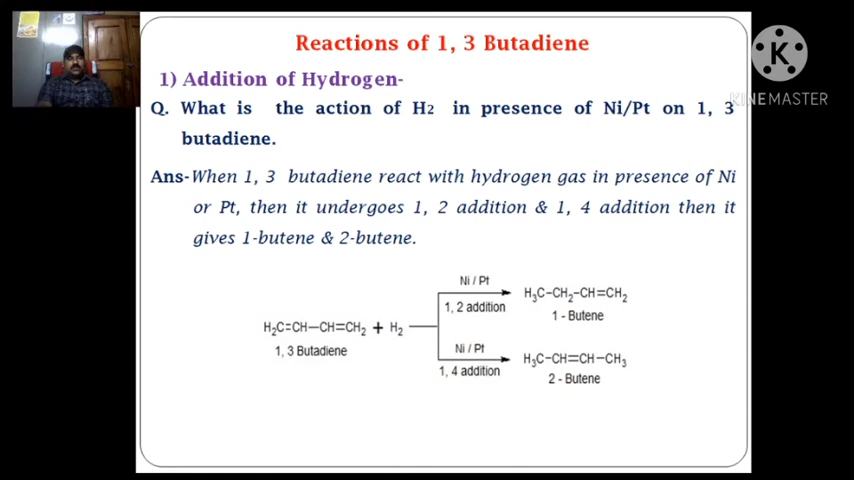 Reactions of 1, 3 Butadiene
1) Addition of Hydrogen-
Q. What is the action of H2 in presence of Ni/Pt on 1, 3
butadiene.
Ans-When 1, 3 butadiene react with hydrogen gas in presence of Ni
or Pt, then it undergoes 1, 2 addition & 1, 4 addition then it
gives 1-butene & 2-butene.
Ni / Pt
H₃C–CH₂–CH=CH₂
1, 2 addition
1 - Butene
H₂C=CH–CH=CH₂ + H₂
1, 3 Butadiene
Ni / Pt
H₃C–CH=CH–CH₃
1, 4 addition
2 - Butene
K
KINEMASTER